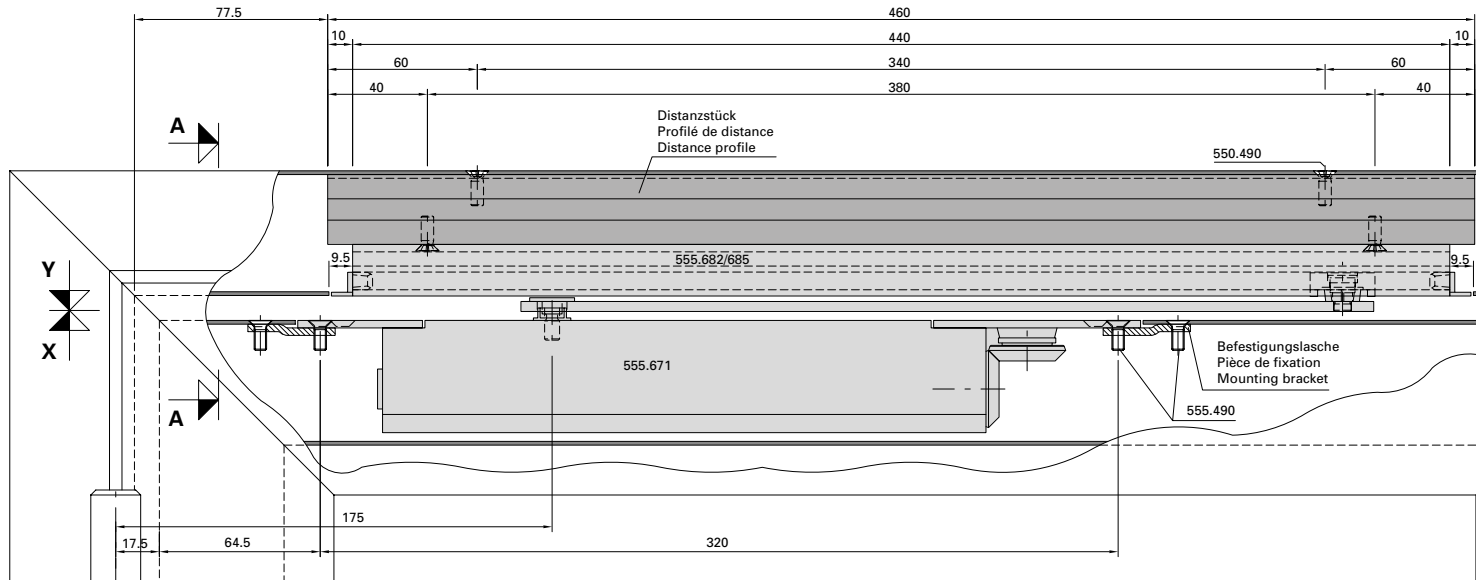 77.5
460
10
440
10
60
340
60
40
380
40
A
Distanzstück
Profilé de distance
Distance profile
550.490
Y
9.5
555.682/685
9.5
X
555.671
Befestigungslasche
Pièce de fixation
Mounting bracket
A
555.490
175
17.5
64.5
320